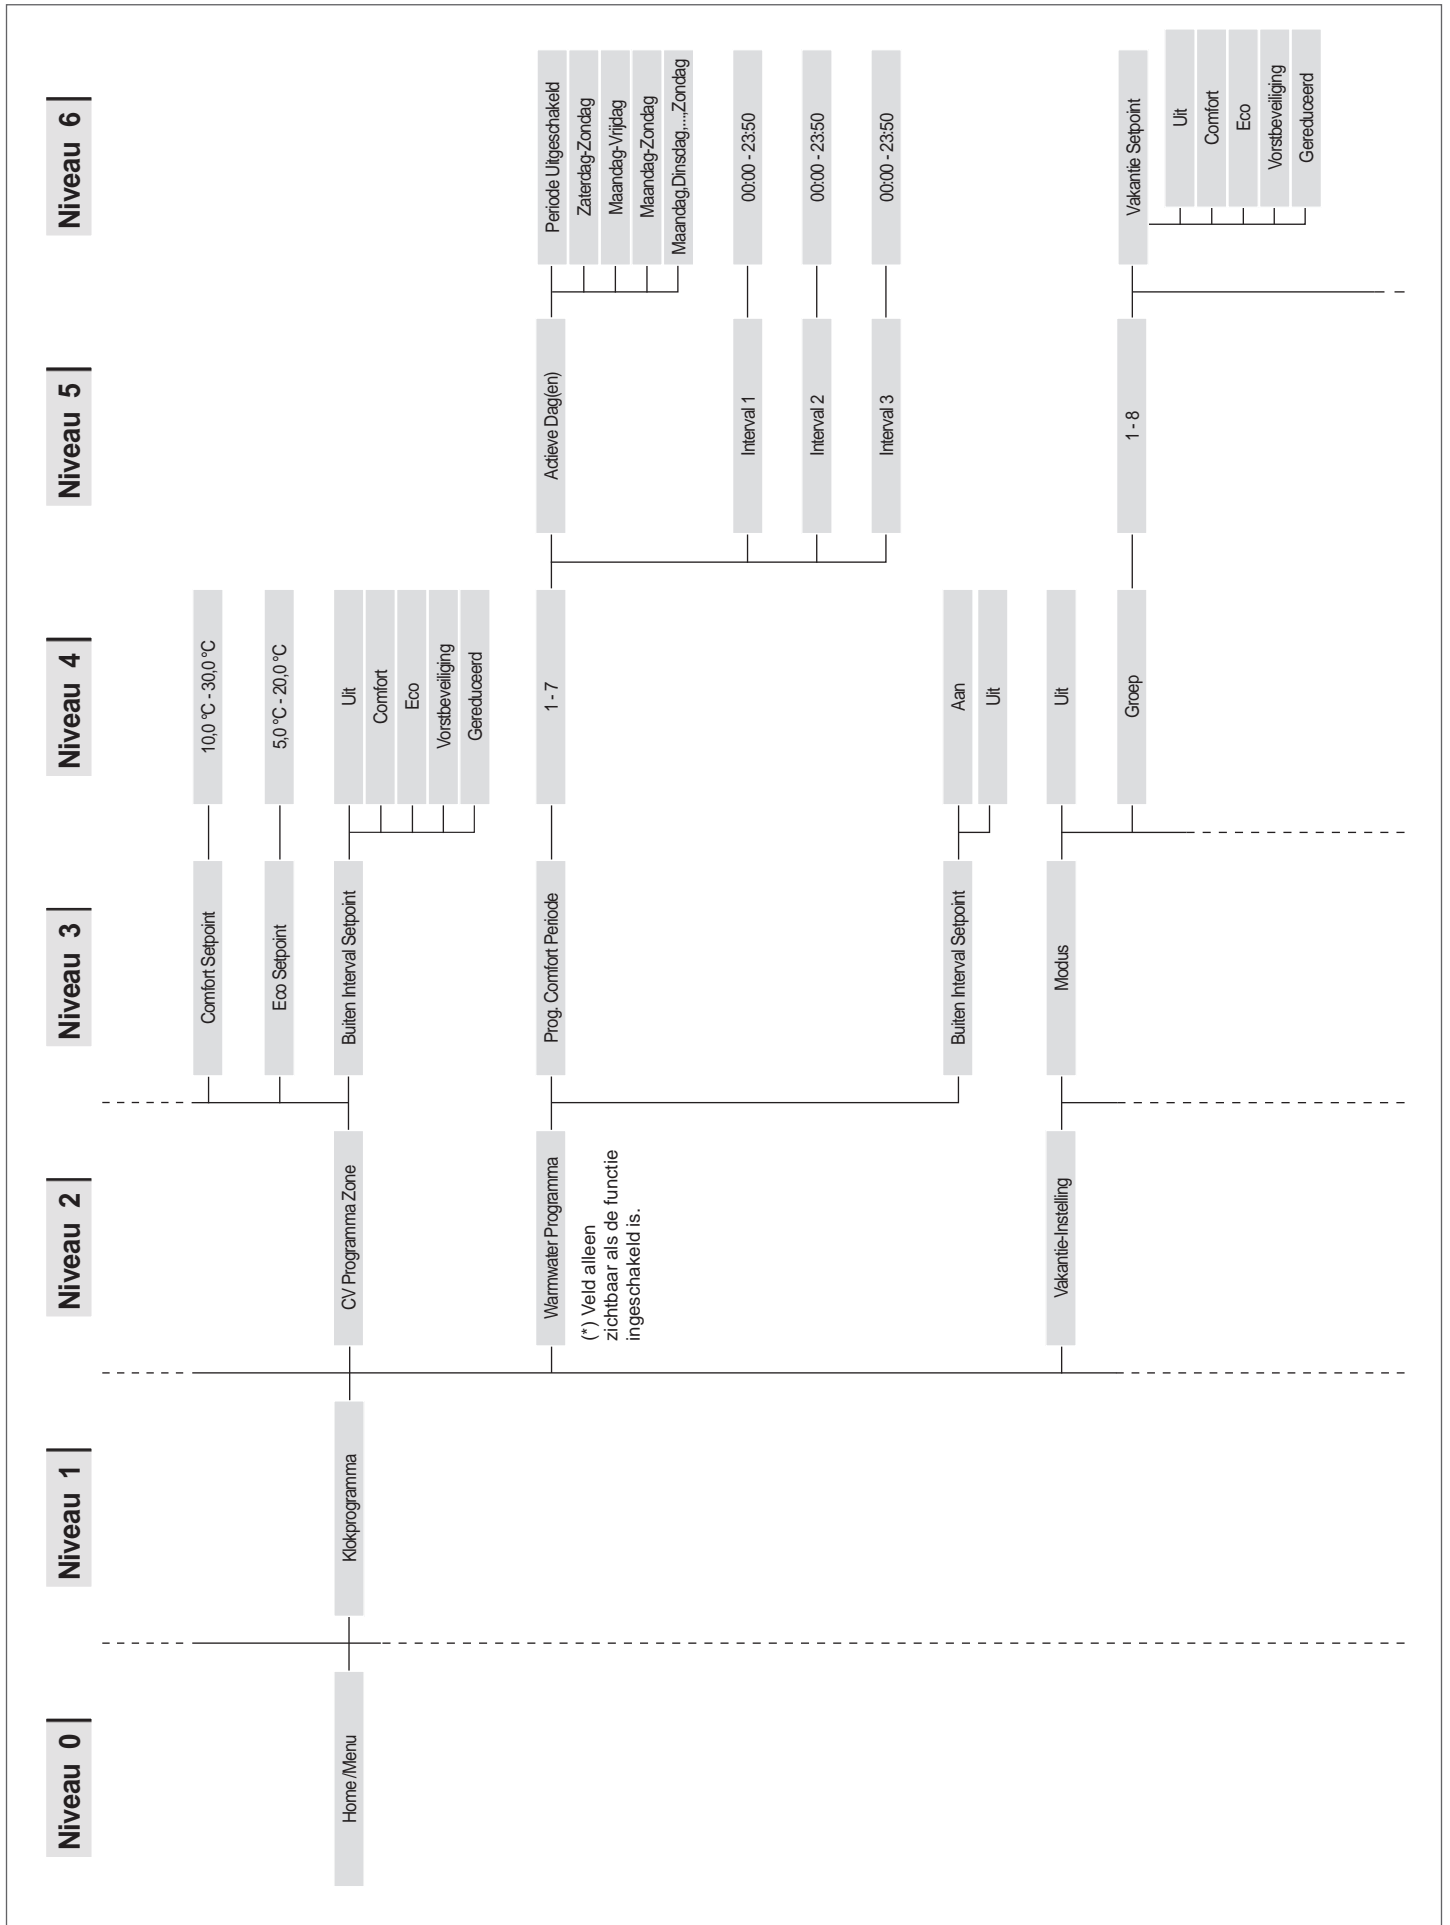 Niveau 0
Niveau 1
Niveau 2
Niveau 3
Niveau 4
Niveau 5
Niveau 6
Comfort Setpoint
10,0 °C - 30,0 °C
Eco Setpoint
5,0 °C - 20,0 °C
Home /Menu
Klokprogramma
CV Programma Zone
Buiten Interval Setpoint
Uit
Comfort
Eco
Vorstbeveiliging
Gereduceerd
Warmwater Programma
(*) Veld alleen
zichtbaar als de functie
ingeschakeld is.
Prog. Comfort Periode
1 - 7
Actieve Dag(en)
Periode Uitgeschakeld
Zaterdag-Zondag
Maandag-Vrijdag
Maandag-Zondag
Maandag,Dinsdag,...,Zondag
Interval 1
00:00 - 23:50
Interval 2
00:00 - 23:50
Interval 3
00:00 - 23:50
Buiten Interval Setpoint
Aan
Uit
Vakantie-Instelling
Modus
Uit
Groep
1 - 8
Vakantie Setpoint
Uit
Comfort
Eco
Vorstbeveiliging
Gereduceerd